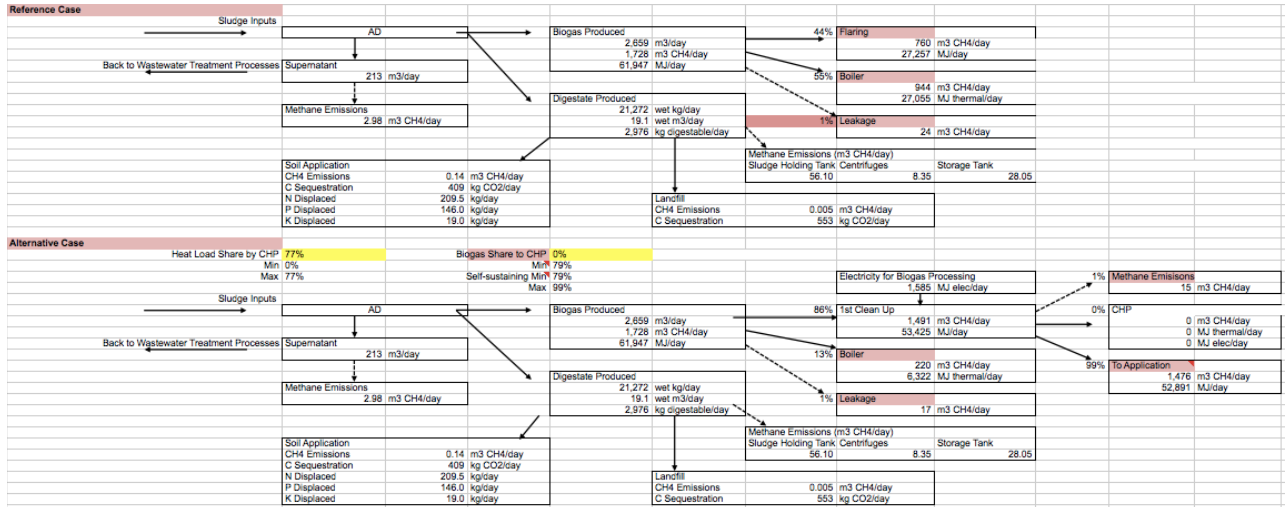 Reference Case
Sludge Inputs
AD Biogas Produced 44% Flaring
2,659 m3/day 760 m3 CH4/day
1,728 m3 CH4/day 27,257 MJ/day
Back to Wastewater Treatment Processes Supernatant 61,947 MJ/day
213 m3/day 55% Boiler
944 m3 CH4/day
Digestate Produced 27,055 MJ thermal/day
Methane Emissions 21,272 wet kg/day
2.98 m3 CH4/day 19.1 wet m3/day 1% Leakage
2,976 kg digestable/day 24 m3 CH4/day
Methane Emissions (m3 CH4/day)
Soil Application Sludge Holding Tank Centrifuges Storage Tank
CH4 Emissions 0.14 m3 CH4/day 56.10 8.35 28.05
C Sequestration 409 kg CO2/day
N Displaced 209.5 kg/day Landfill
P Displaced 146.0 kg/day CH4 Emissions 0.005 m3 CH4/day
K Displaced 19.0 kg/day C Sequestration 553 kg CO2/day
Alternative Case
Heat Load Share by CHP 77% Biogas Share to CHP 0%
Min 0% Min 79%
Max 77% Self-sustaining Min 79% Electricity for Biogas Processing 1% Methane Emisisons
Max 99% 1,585 MJ elec/day 15 m3 CH4/day
Sludge Inputs
AD Biogas Produced 86% 1st Clean Up 0% CHP
2,659 m3/day 1,491 m3 CH4/day 0 m3 CH4/day
1,728 m3 CH4/day 53,425 MJ/day 0 MJ thermal/day
Back to Wastewater Treatment Processes Supernatant 61,947 MJ/day 0 MJ elec/day
213 m3/day 13% Boiler
220 m3 CH4/day 99% To Application
Digestate Produced 6,322 MJ thermal/day 1,476 m3 CH4/day
Methane Emissions 21,272 wet kg/day 52,891 MJ/day
2.98 m3 CH4/day 19.1 wet m3/day 1% Leakage
2,976 kg digestable/day 17 m3 CH4/day
Methane Emissions (m3 CH4/day)
Soil Application Sludge Holding Tank Centrifuges Storage Tank
CH4 Emissions 0.14 m3 CH4/day 56.10 8.35 28.05
C Sequestration 409 kg CO2/day
N Displaced 209.5 kg/day Landfill
P Displaced 146.0 kg/day CH4 Emissions 0.005 m3 CH4/day
K Displaced 19.0 kg/day C Sequestration 553 kg CO2/day